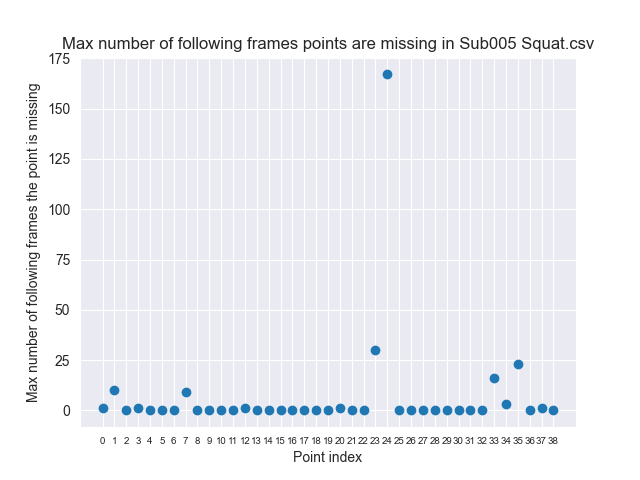 Max number of following frames points are missing in Sub005 Squat.csv
Max number of following frames the point is missing
175
150
125
100
75
50
25
0
0 1 2 3 4 5 6 7 8 9 10 11 12 13 14 15 16 17 18 19 20 21 22 23 24 25 26 27 28 29 30 31 32 33 34 35 36 37 38
Point index